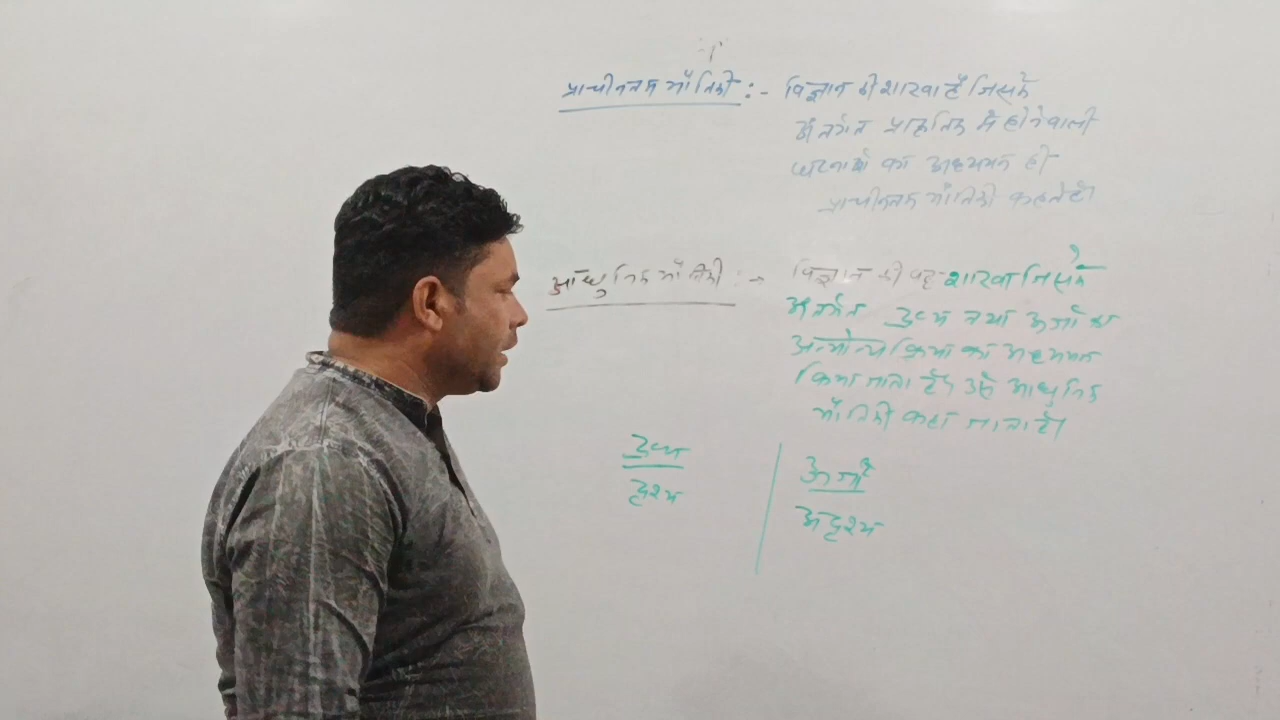 प्राचीनतम भौतिकी :- विज्ञान की शाखा है जिसके
अंतर्गत प्राकृतिक में होने वाली
घटनाओं का अध्ययन ही
प्राचीनतम भौतिकी कहते है।
आधुनिक भौतिकी :→ विज्ञान की वह शाखा जिसके
अंतर्गत द्रव्य तथा ऊर्जा के
अन्योन्य क्रिया का अध्ययन
किया जाता है। उसे आधुनिक
भौतिकी कहा जाता है।
द्रव्य
दृश्य
ऊर्जा
अदृश्य